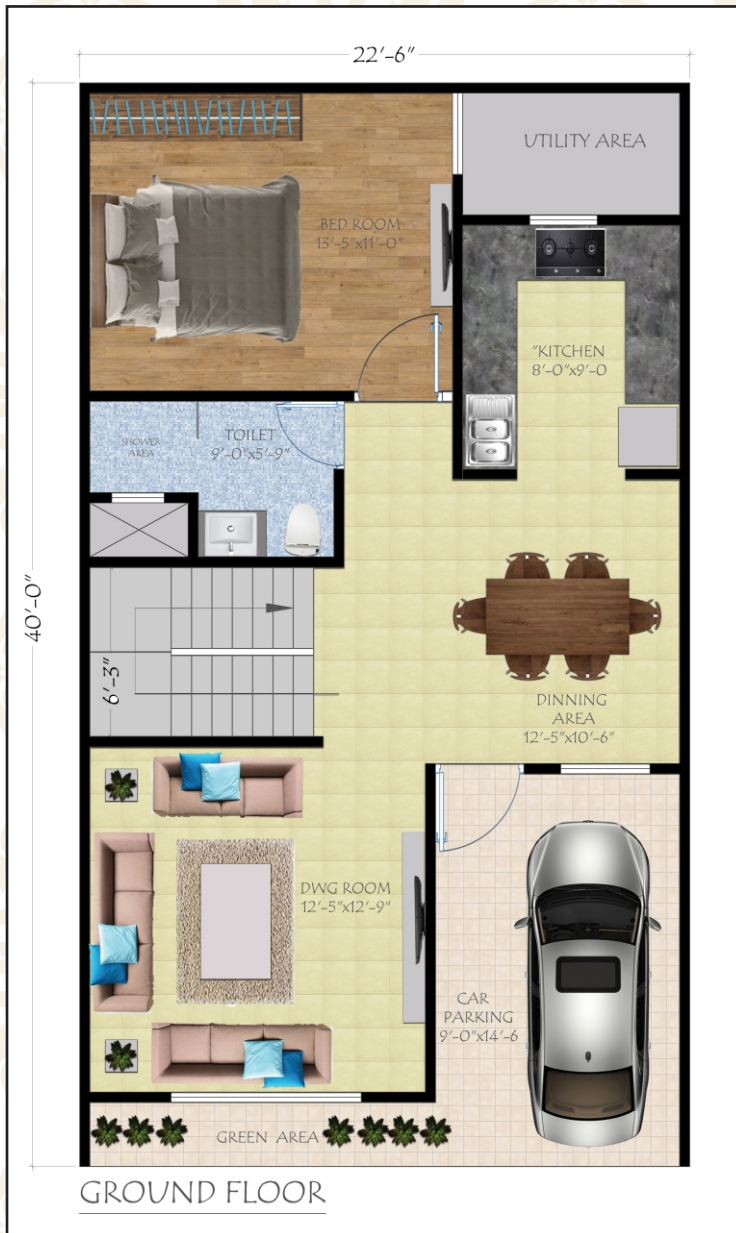 22'-6"
UTILITY AREA
BED ROOM
13'-5"x11'-0"
"KITCHEN
8'-0"x9'-0
SHOWER
AREA
TOILET
9'-0"x5'-9"
40'-0"
6'-3"
DINNING
AREA
12'-5"x10'-6"
DWG ROOM
12'-5"x12'-9"
CAR
PARKING
9'-0"x14'-6
GREEN AREA
GROUND FLOOR